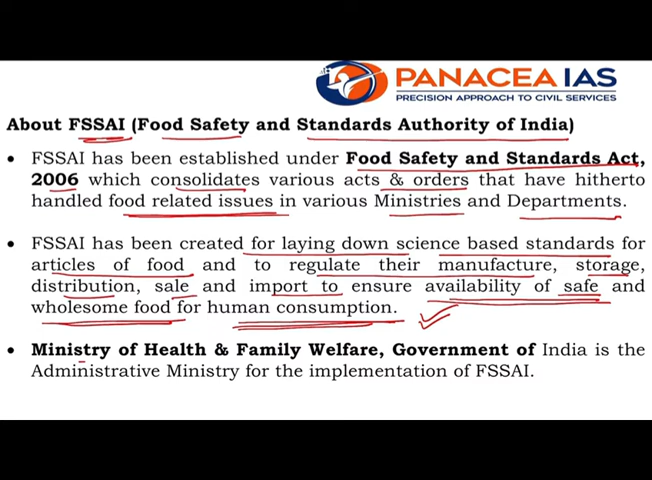 PANACEA IAS
PRECISION APPROACH TO CIVIL SERVICES
About FSSAI (Food Safety and Standards Authority of India)
• FSSAI has been established under Food Safety and Standards Act,
2006 which consolidates various acts & orders that have hitherto
handled food related issues in various Ministries and Departments.
• FSSAI has been created for laying down science based standards for
articles of food and to regulate their manufacture, storage,
distribution, sale and import to ensure availability of safe and
wholesome food for human consumption.
• Ministry of Health & Family Welfare, Government of India is the
Administrative Ministry for the implementation of FSSAI.